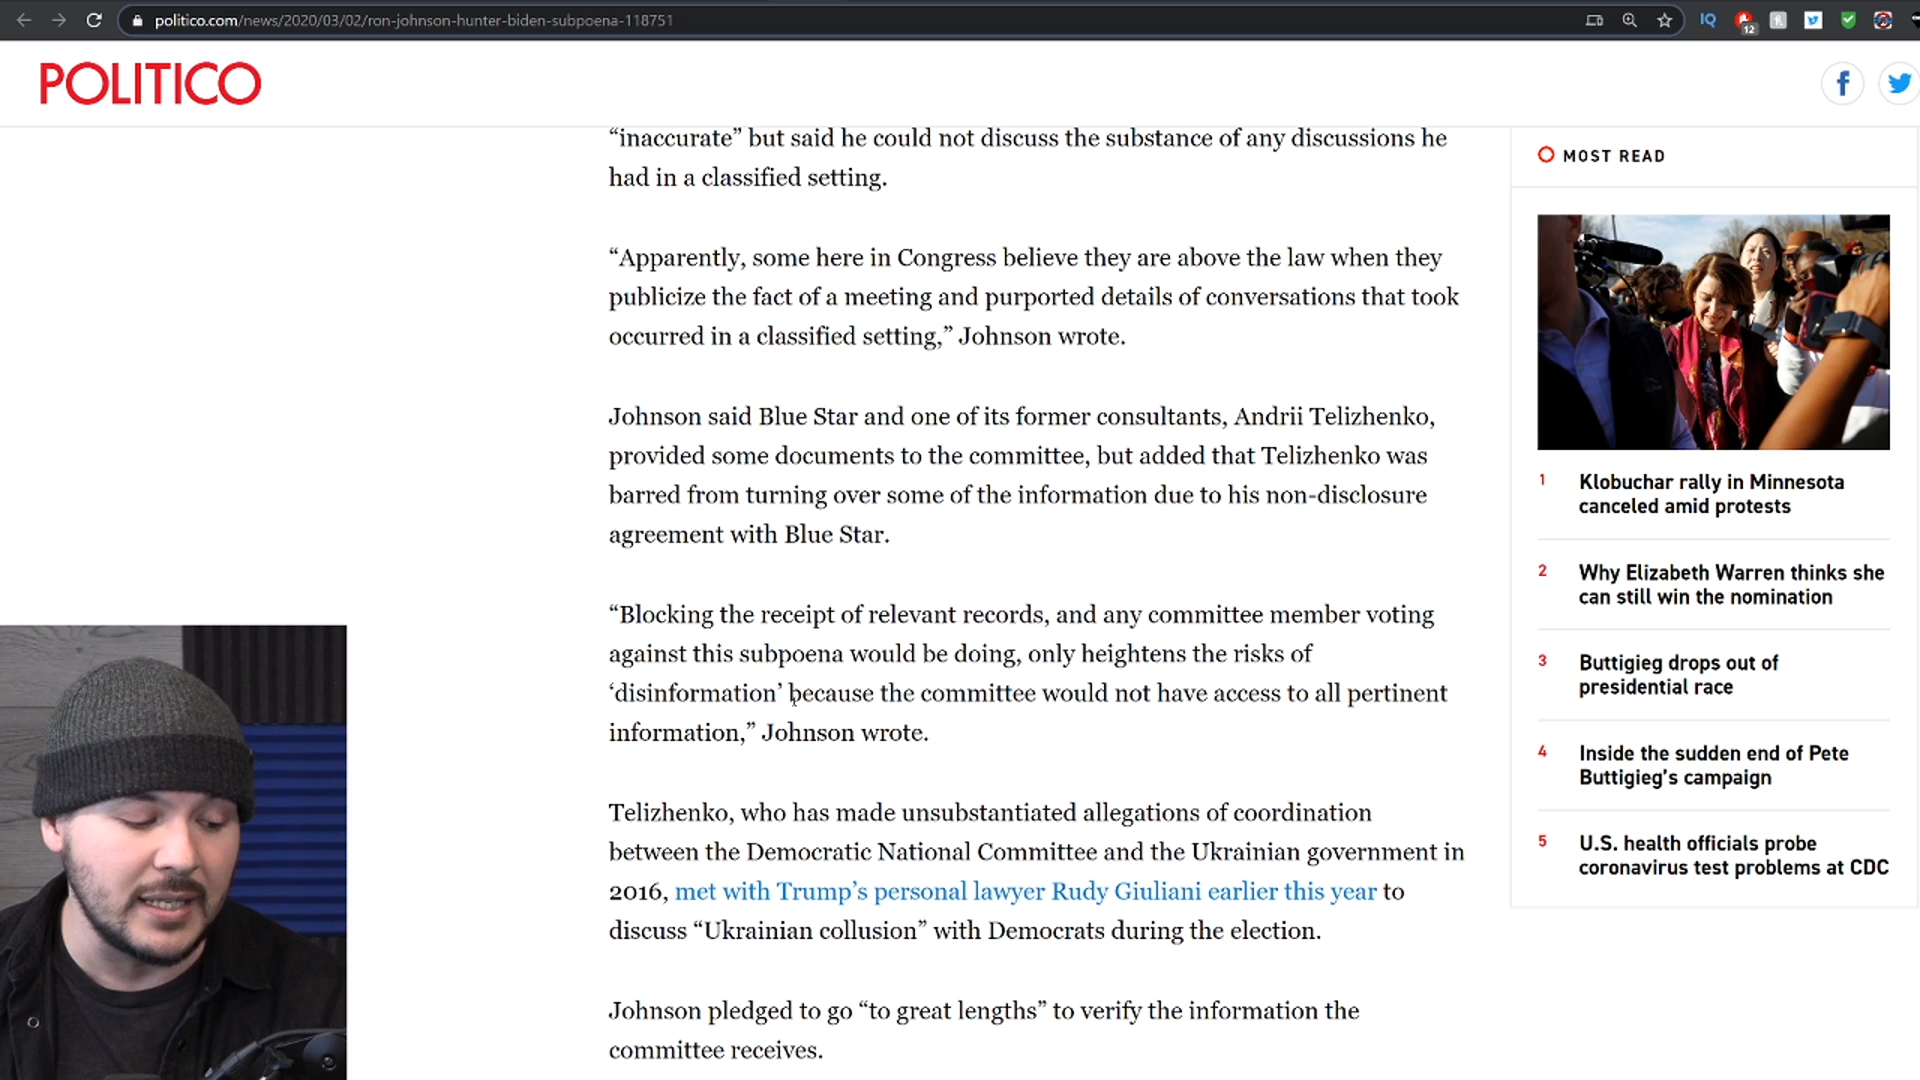 politico.com/news/2020/03/02/ron-johnson-hunter-biden-subpoena-118751
IQ
12
POLITICO
“inaccurate” but said he could not discuss the substance of any discussions he
had in a classified setting.
“Apparently, some here in Congress believe they are above the law when they
publicize the fact of a meeting and purported details of conversations that took
occurred in a classified setting,” Johnson wrote.
Johnson said Blue Star and one of its former consultants, Andrii Telizhenko,
provided some documents to the committee, but added that Telizhenko was
barred from turning over some of the information due to his non-disclosure
agreement with Blue Star.
“Blocking the receipt of relevant records, and any committee member voting
against this subpoena would be doing, only heightens the risks of
‘disinformation’ because the committee would not have access to all pertinent
information,” Johnson wrote.
Telizhenko, who has made unsubstantiated allegations of coordination
between the Democratic National Committee and the Ukrainian government in
2016, met with Trump’s personal lawyer Rudy Giuliani earlier this year to
discuss “Ukrainian collusion” with Democrats during the election.
Johnson pledged to go “to great lengths” to verify the information the
committee receives.
MOST READ
1 Klobuchar rally in Minnesota
canceled amid protests
2 Why Elizabeth Warren thinks she
can still win the nomination
3 Buttigieg drops out of
presidential race
4 Inside the sudden end of Pete
Buttigieg’s campaign
5 U.S. health officials probe
coronavirus test problems at CDC